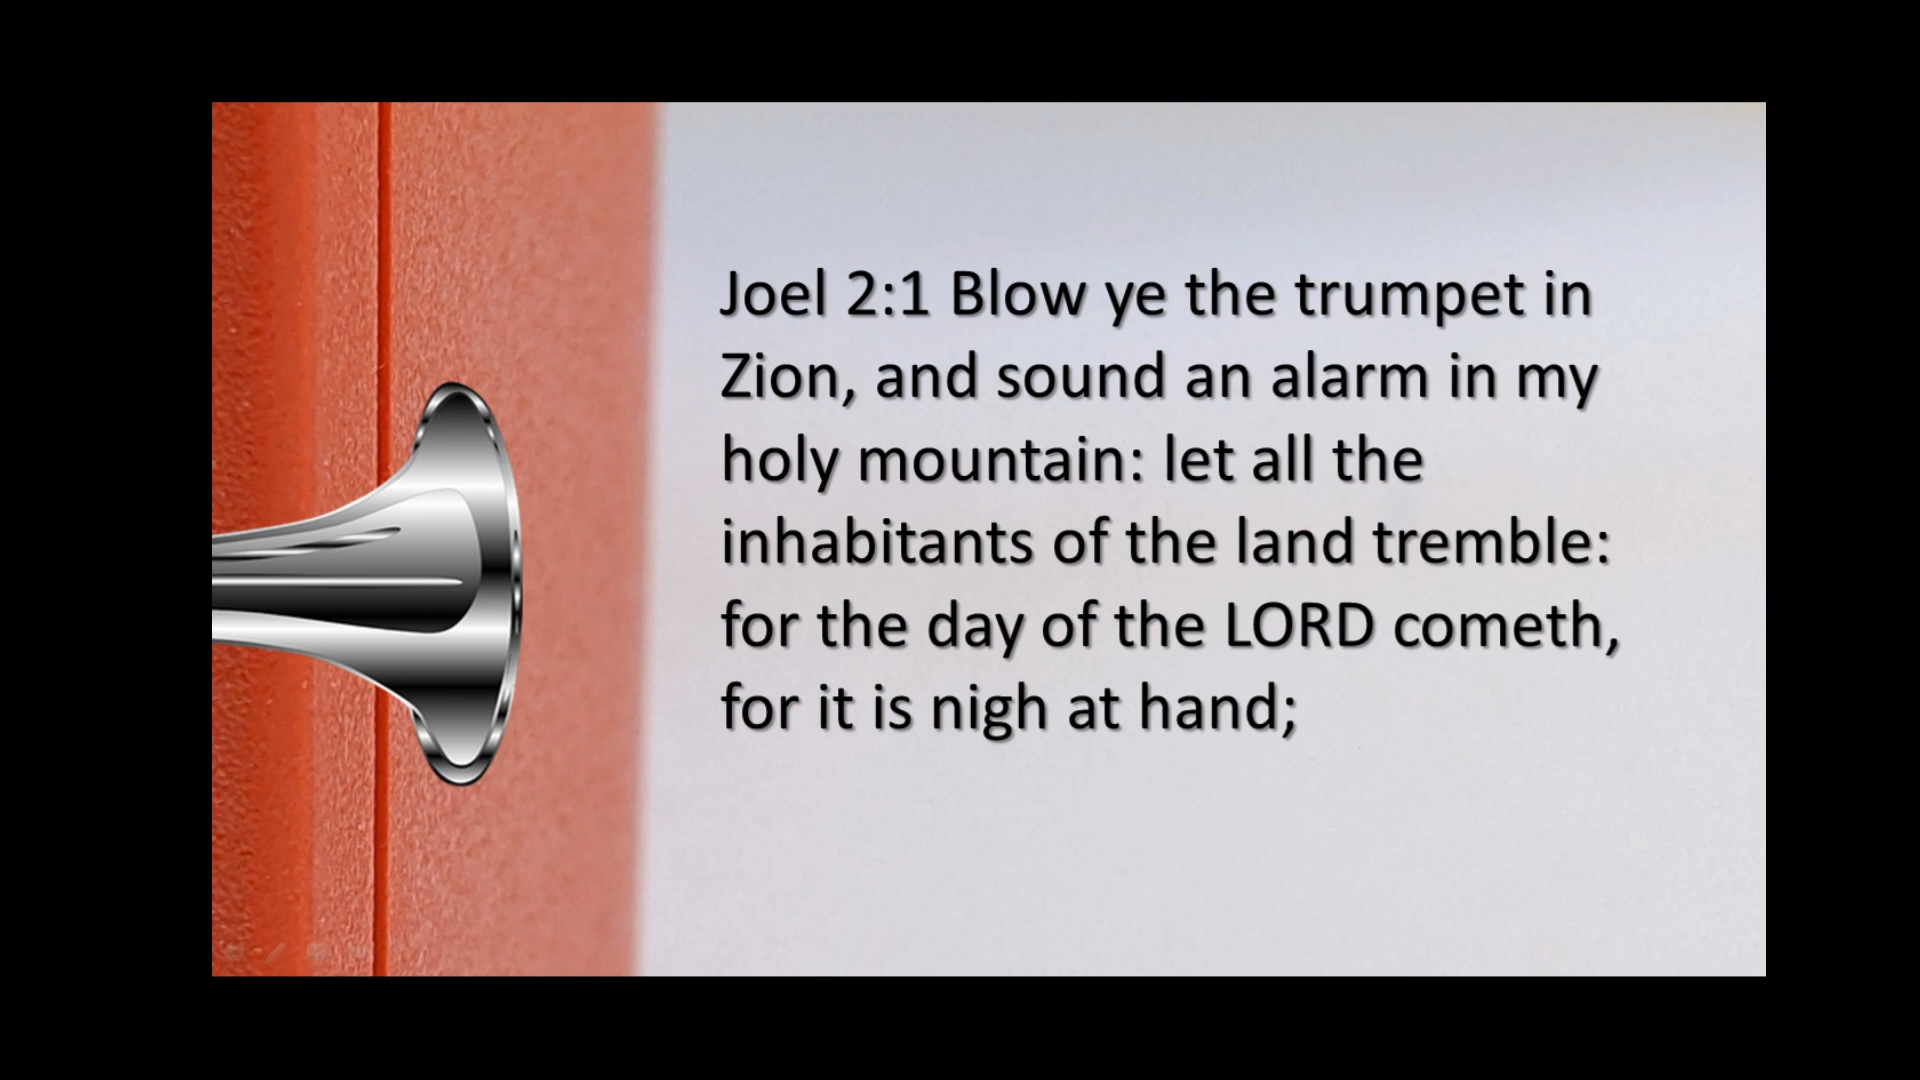 Joel 2:1 Blow ye the trumpet in
Zion, and sound an alarm in my
holy mountain: let all the
inhabitants of the land tremble:
for the day of the LORD cometh,
for it is nigh at hand;